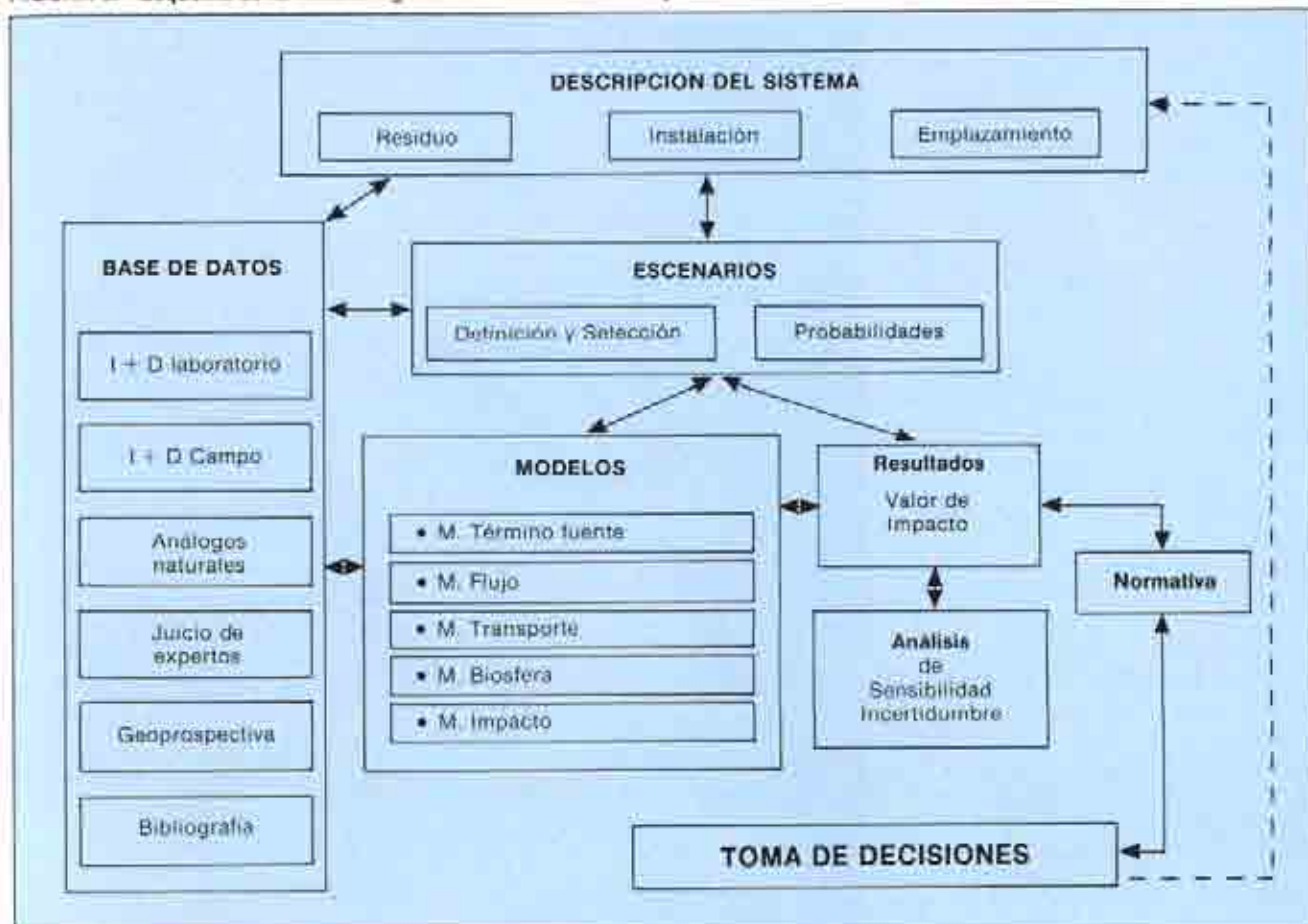 DESCRIPCION DEL SISTEMA
Residuo
Instalación
Emplazamiento
BASE DE DATOS
I + D laboratorio
I + D Campo
Análogos
naturales
Juicio de
expertos
Geoprospectiva
Bibliografía
ESCENARIOS
Definición y Selección
Probabilidades
MODELOS
• M. Término fuente
• M. Flujo
• M. Transporte
• M. Biosfera
• M. Impacto
Resultados
Valor de
Impacto
Análisis
de
Sensibilidad
Incertidumbre
Normativa
TOMA DE DECISIONES